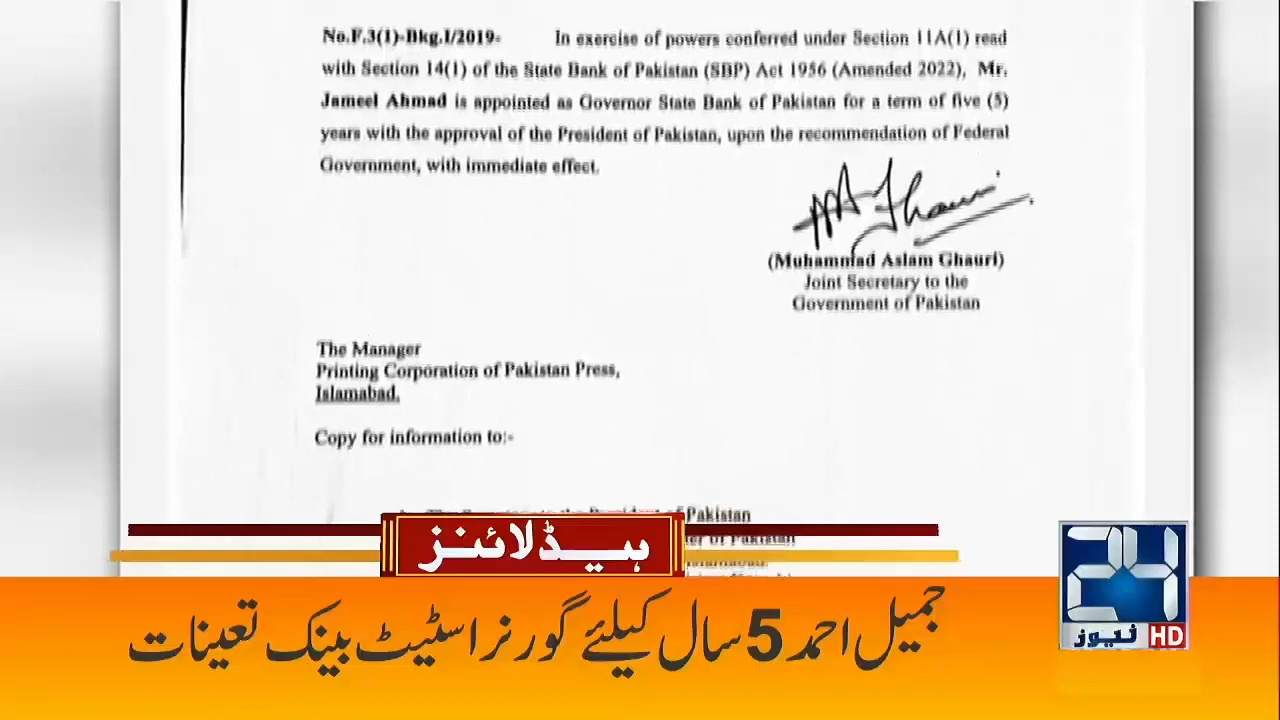 No.F.3(1)-Bkg.I/2019- In exercise of powers conferred under Section 11A(1) read
with Section 14(1) of the State Bank of Pakistan (SBP) Act 1956 (Amended 2022), Mr.
Jameel Ahmad is appointed as Governor State Bank of Pakistan for a term of five (5)
years with the approval of the President of Pakistan, upon the recommendation of Federal
Government, with immediate effect.
(Muhammad Aslam Ghauri)
Joint Secretary to the
Government of Pakistan
The Manager
Printing Corporation of Pakistan Press,
Islamabad.
Copy for information to:-
of Pakistan
of Pakistan
Islamabad.
ہیڈلائنز
جمیل احمد 5 سال کیلئے گورنر اسٹیٹ بینک تعینات
24
نیوز HD